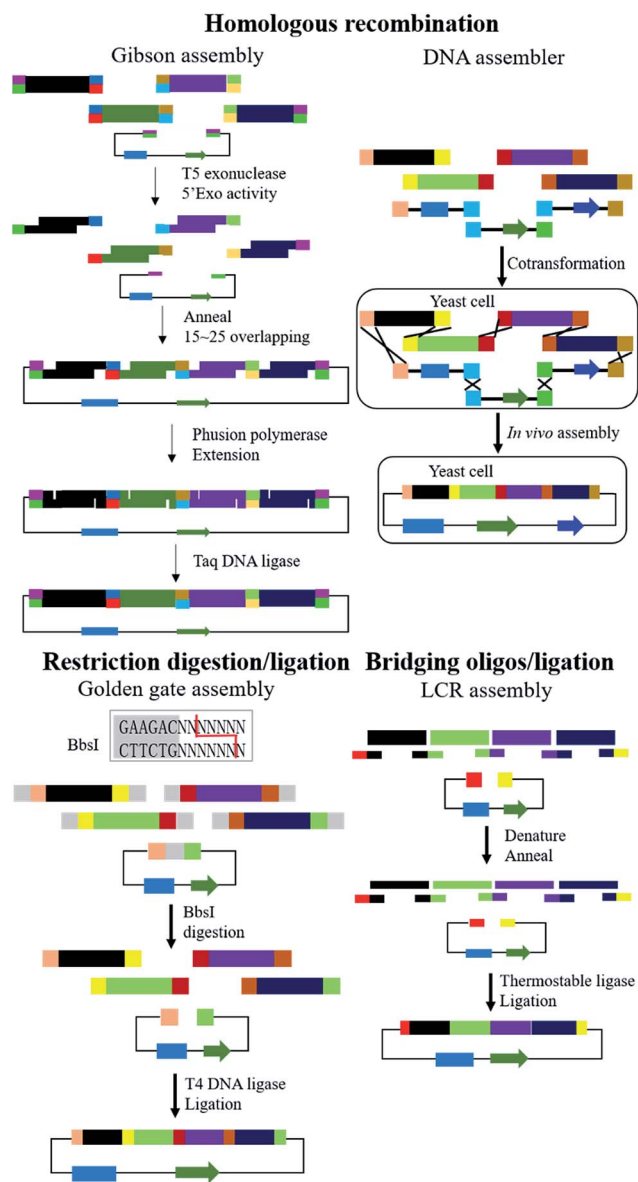 Homologous recombination
Gibson assembly
T5 exonuclease
5'Exo activity
Anneal
15~25 overlapping
Phusion polymerase
Extension
Taq DNA ligase
DNA assembler
Cotransformation
Yeast cell
In vivo assembly
Yeast cell
Restriction digestion/ligation
Golden gate assembly
BbsI
GAAGACNNNNNNN
CTTCTGNNNNNNN
BbsI
digestion
T4 DNA ligase
Ligation
Bridging oligos/ligation
LCR assembly
Denature
Anneal
Thermostable ligase
Ligation